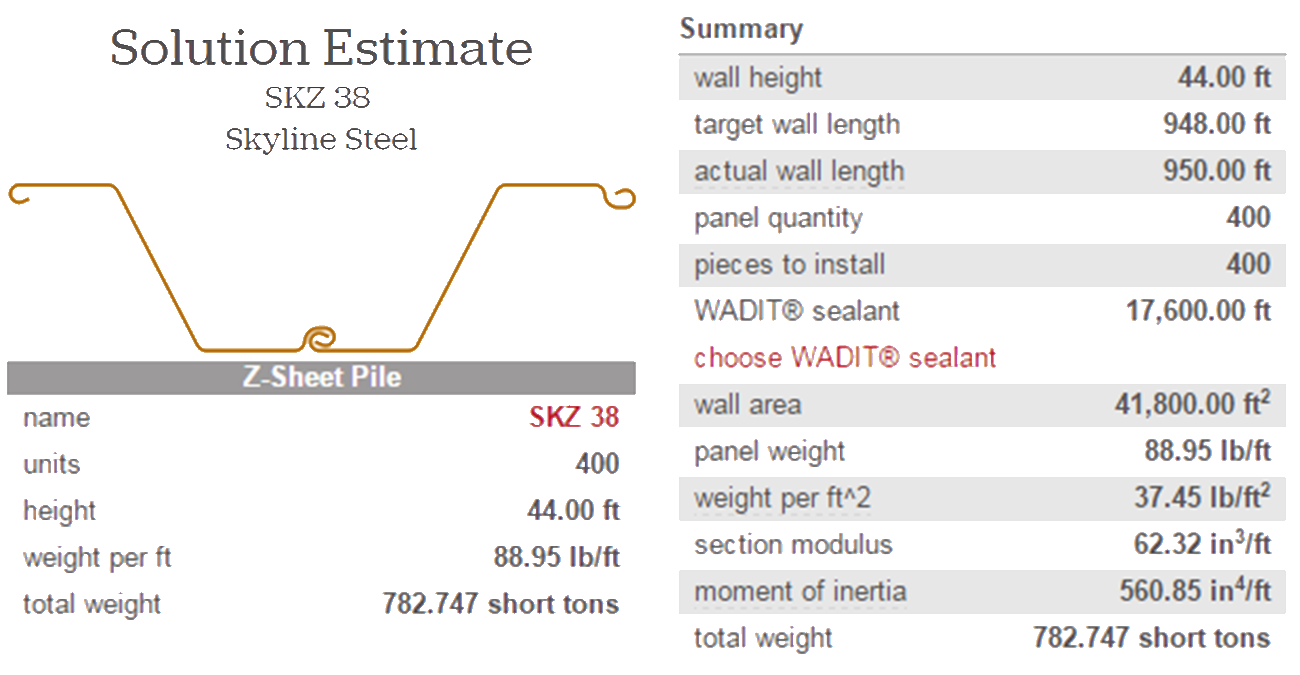 Solution Estimate
SKZ 38
Skyline Steel
Z-Sheet Pile
name SKZ 38
units 400
height 44.00 ft
weight per ft 88.95 lb/ft
total weight 782.747 short tons
Summary
wall height 44.00 ft
target wall length 948.00 ft
actual wall length 950.00 ft
panel quantity 400
pieces to install 400
WADIT® sealant 17,600.00 ft
choose WADIT® sealant
wall area 41,800.00 ft²
panel weight 88.95 lb/ft
weight per ft^2 37.45 lb/ft²
section modulus 62.32 in³/ft
moment of inertia 560.85 in⁴/ft
total weight 782.747 short tons